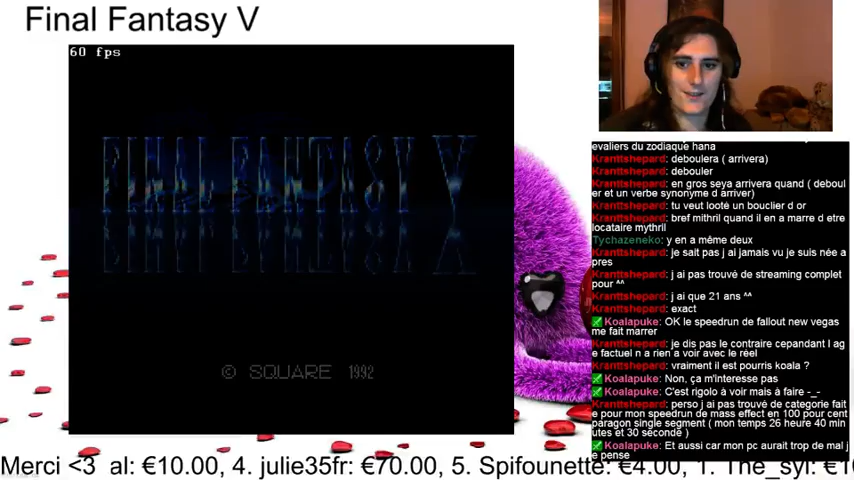 Final Fantasy V
60 fps
FINAL FANTASY V
© SQUARE 1992
evaliers du zodiaque hana
Kranttshepard: deboulera ( arrivera)
Kranttshepard: debouler
Kranttshepard: en gros seya arrivera quand ( deboul
er et un verbe synonyme d arriver)
Kranttshepard: tu veut looté un bouclier d or
Kranttshepard: bref mithril quand il en a marre d etre
locataire mythril
Tychazeneko: y en a même deux
Kranttshepard: je sait pas j ai jamais vu je suis née a
pres
Kranttshepard: j ai pas trouvé de streaming complet
pour ^^
Kranttshepard: j ai que 21 ans ^^
Kranttshepard: exact
Koalapuke: OK le speedrun de fallout new vegas
me fait marrer
Kranttshepard: je dis pas le contraire cepandant l ag
e factuel n a rien a voir avec le réel
Kranttshepard: vraiment il est pourris koala ?
Koalapuke: Non, ça m'interesse pas
Koalapuke: C'est rigolo à voir mais à faire -_-
Kranttshepard: perso j ai pas trouvé de categorie fait
e pour mon speedrun de mass effect en 100 pour cent
paragon single segment ( mon temps 26 heure 40 min
utes et 30 seconde )
Koalapuke: Et aussi car mon pc aurait trop de mal j
e pense
Merci <3 al: €10.00, 4. julie35fr: €70.00, 5. Spifounette: €4.00, 1. The_syl: €1